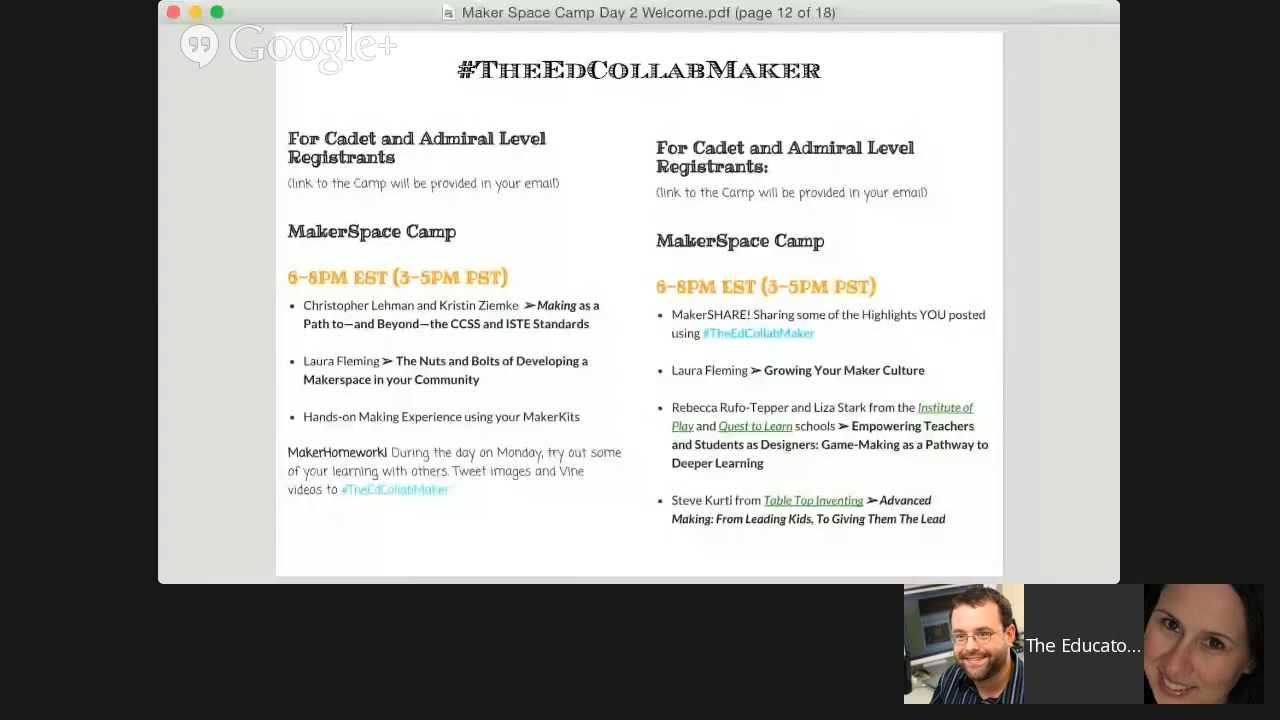 Maker Space Camp Day 2 Welcome.pdf (page 12 of 18)
Google+
#TheEdCollabMaker
For Cadet and Admiral Level
Registrants
(link to the Camp will be provided in your email)
MakerSpace Camp
6-8PM EST (3-5PM PST)
• Christopher Lehman and Kristin Ziemke ➢ Making as a
Path to—and Beyond—the CCSS and ISTE Standards
• Laura Fleming ➢ The Nuts and Bolts of Developing a
Makerspace in your Community
• Hands-on Making Experience using your MakerKits
MakerHomework! During the day on Monday, try out some
of your learning with others. Tweet images and Vine
videos to #TheEdCollabMaker
For Cadet and Admiral Level
Registrants:
(link to the Camp will be provided in your email)
MakerSpace Camp
6-8PM EST (3-5PM PST)
• MakerSHARE! Sharing some of the Highlights YOU posted
using #TheEdCollabMaker
• Laura Fleming ➢ Growing Your Maker Culture
• Rebecca Rufo-Tepper and Liza Stark from the Institute of
Play and Quest to Learn schools ➢ Empowering Teachers
and Students as Designers: Game-Making as a Pathway to
Deeper Learning
• Steve Kurti from Table Top Inventing ➢ Advanced
Making: From Leading Kids, To Giving Them The Lead
The Educato...